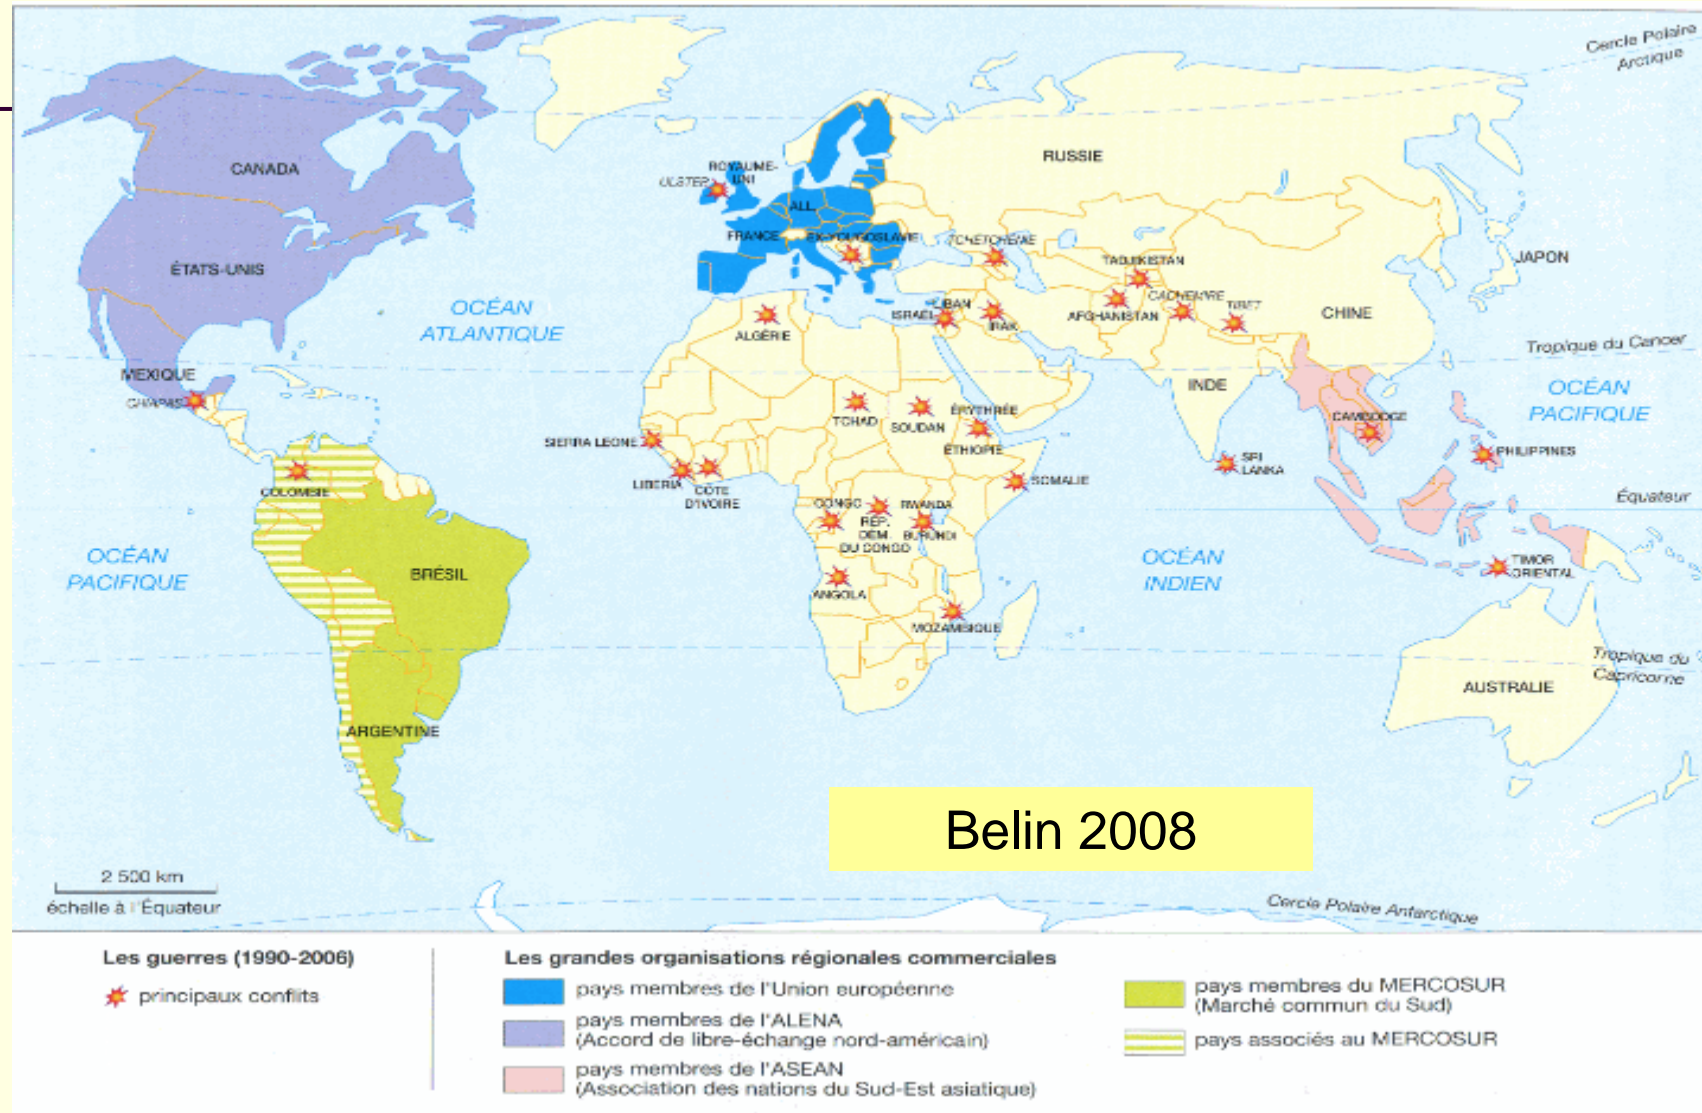 Cercle Polaire
Arctique
CANADA
ROYAUME-
UNI
ULSTER
RUSSIE
ALL.
FRANCE
EX-YOUGOSLAVIE
TCHÉTCHÉNIE
ÉTATS-UNIS
TADJIKISTAN
JAPON
OCÉAN
ATLANTIQUE
LIBAN
ISRAËL
IRAK
CACHEMIRE
TIBET
AFGHANISTAN
CHINE
ALGÉRIE
Tropique du Cancer
MEXIQUE
CHIAPAS
INDE
OCÉAN
PACIFIQUE
TCHAD
SOUDAN
ÉRYTHRÉE
ÉTHIOPIE
CAMBODGE
SIERRA LEONE
LIBERIA
CÔTE
D'IVOIRE
SOMALIE
SRI
LANKA
PHILIPPINES
COLOMBIE
Équateur
CONGO
RÉP.
DÉM.
DU CONGO
RWANDA
BURUNDI
OCÉAN
PACIFIQUE
BRÉSIL
OCÉAN
INDIEN
TIMOR
ORIENTAL
ANGOLA
MOZAMBIQUE
Tropique du
Capricorne
AUSTRALIE
ARGENTINE
Belin 2008
2 500 km
échelle à l'Équateur
Cercle Polaire Antarctique
Les guerres (1990-2006)
principaux conflits
Les grandes organisations régionales commerciales
pays membres de l'Union européenne
pays membres de l'ALENA
(Accord de libre-échange nord-américain)
pays membres de l'ASEAN
(Association des nations du Sud-Est asiatique)
pays membres du MERCOSUR
(Marché commun du Sud)
pays associés au MERCOSUR